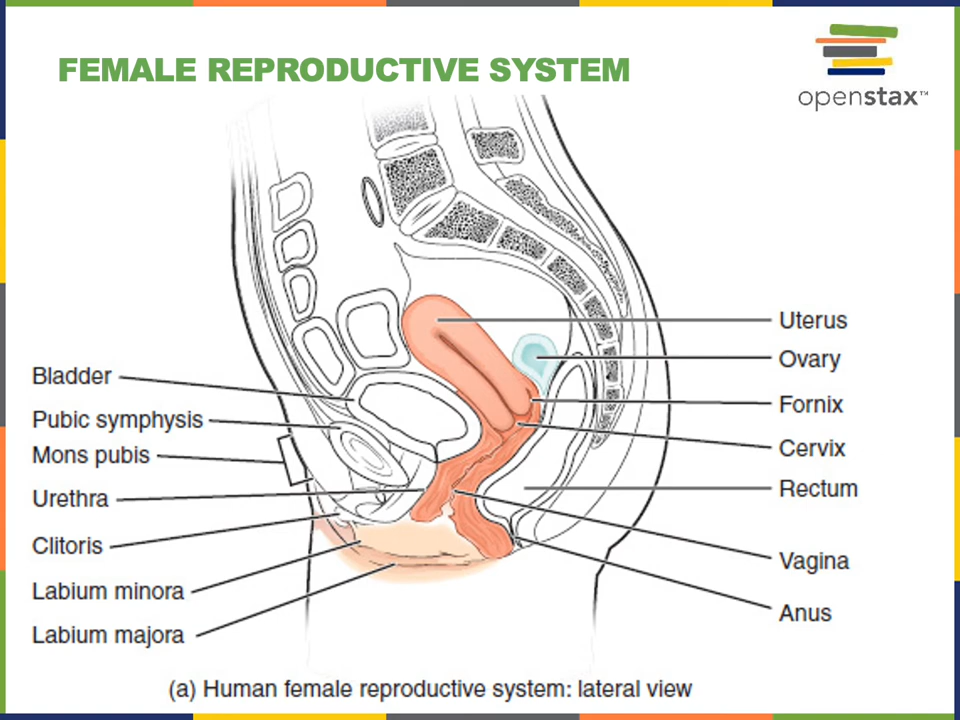 FEMALE REPRODUCTIVE SYSTEM
openstax™
Bladder
Pubic symphysis
Mons pubis
Urethra
Clitoris
Labium minora
Labium majora
Uterus
Ovary
Fornix
Cervix
Rectum
Vagina
Anus
(a) Human female reproductive system: lateral view